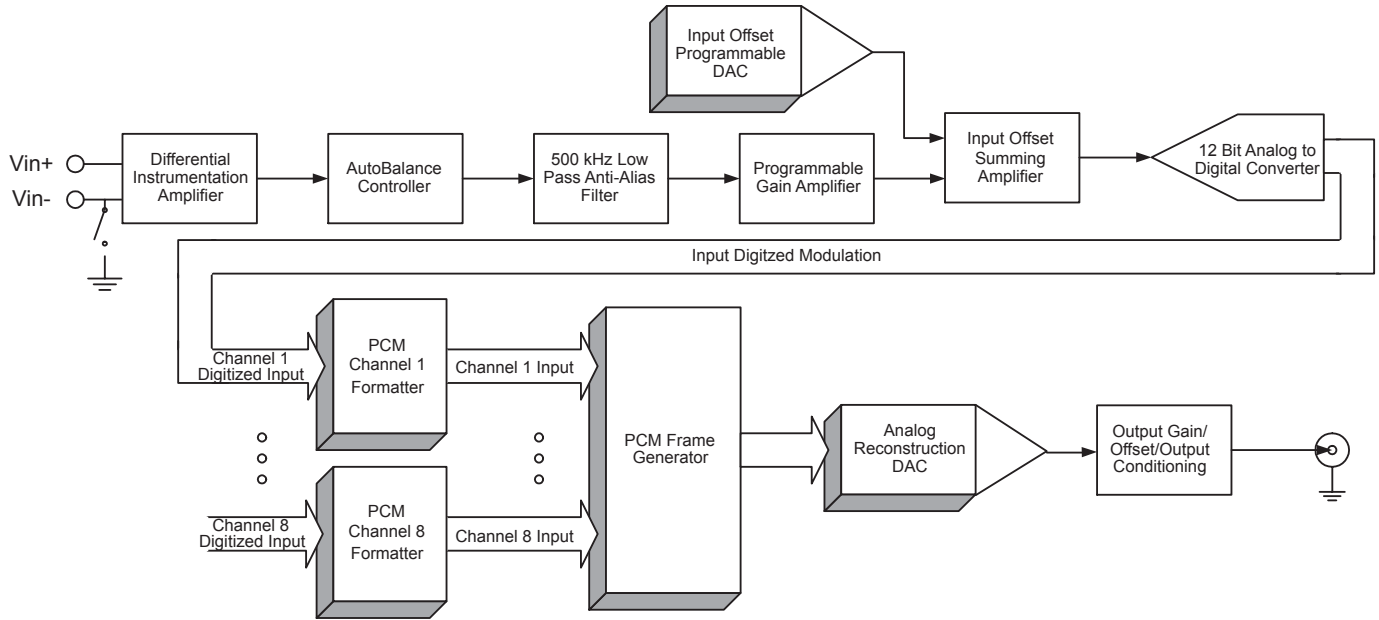 Input Offset
Programmable
DAC
Vin+
Vin-
Differential
Instrumentation
Amplifier
AutoBalance
Controller
500 kHz Low
Pass Anti-Alias
Filter
Programmable
Gain Amplifier
Input Offset
Summing
Amplifier
12 Bit Analog to
Digital Converter
Input Digitzed Modulation
Channel 1
Digitized Input
PCM
Channel 1
Formatter
Channel 1 Input
PCM Frame
Generator
Analog
Reconstruction
DAC
Output Gain/
Offset/Output
Conditioning
Channel 8
Digitized Input
PCM
Channel 8
Formatter
Channel 8 Input